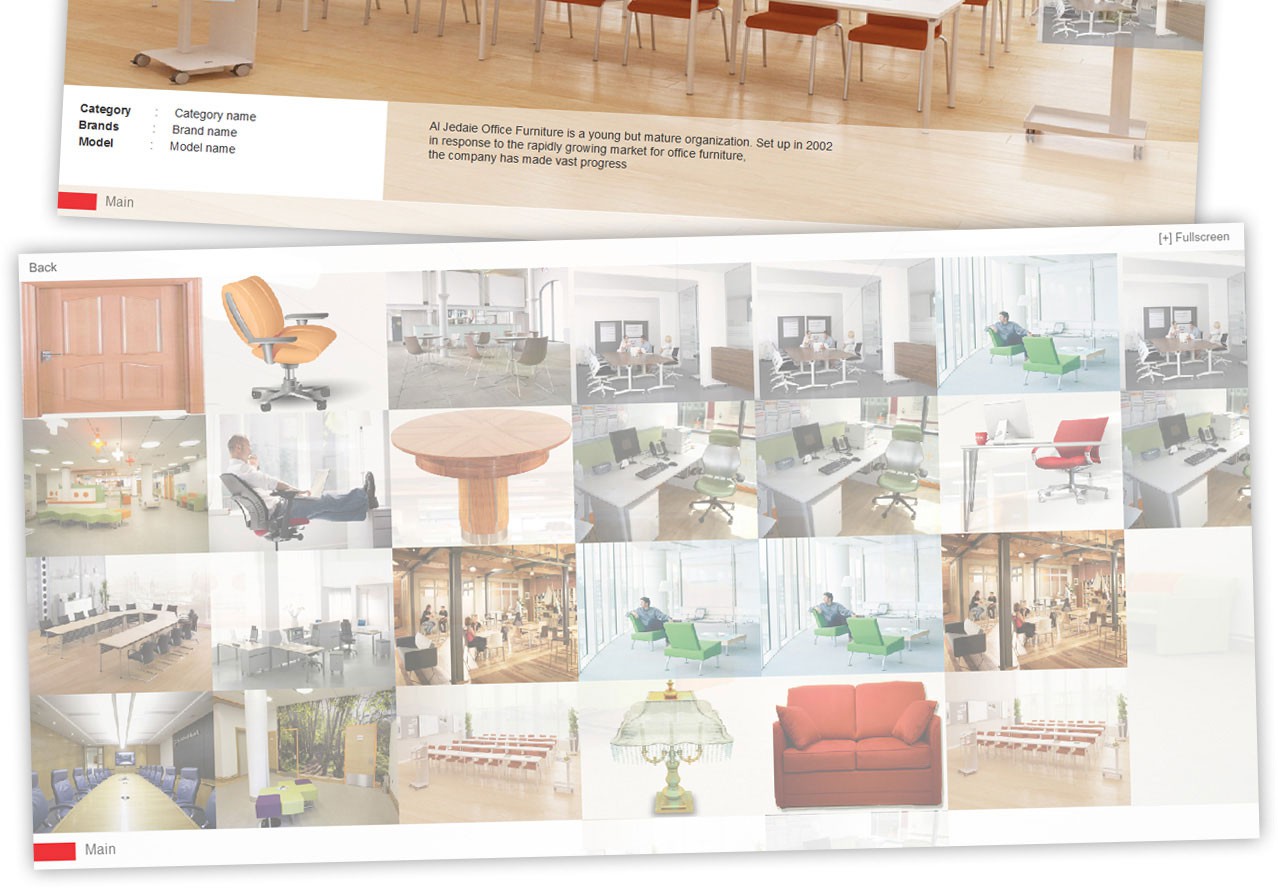 Category : Category name
Brands : Brand name
Model : Model name
Al Jedaie Office Furniture is a young but mature organization. Set up in 2002
in response to the rapidly growing market for office furniture,
the company has made vast progress
Main
[+] Fullscreen
Back
Main